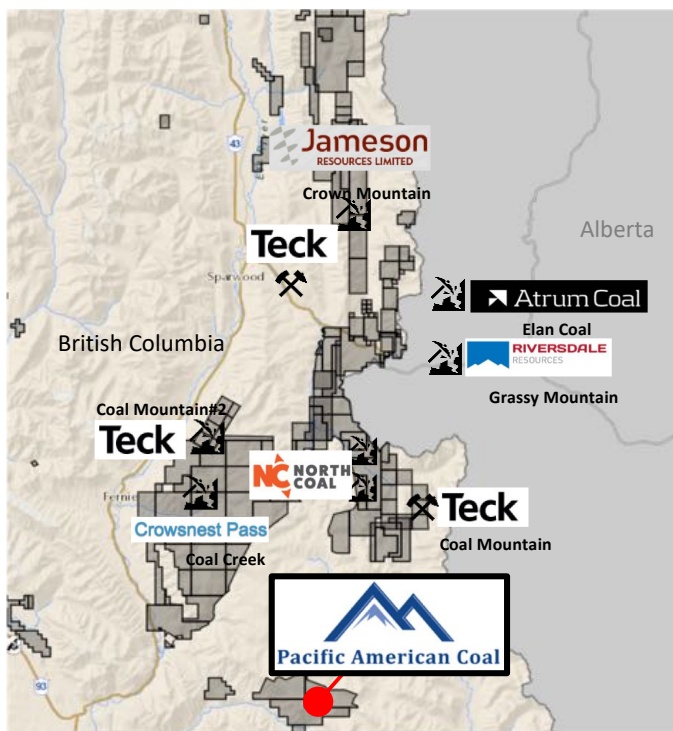 43
Jameson
RESOURCES LIMITED
Crown Mountain
Teck
Alberta
Sparwood
Atrum Coal
Elan Coal
British Columbia
RIVERSDALE
RESOURCES
Grassy Mountain
Coal Mountain#2
Teck
NC NORTH
COAL
Fernie
Teck
Crowsnest Pass
Coal Mountain
Coal Creek
Pacific American Coal
93